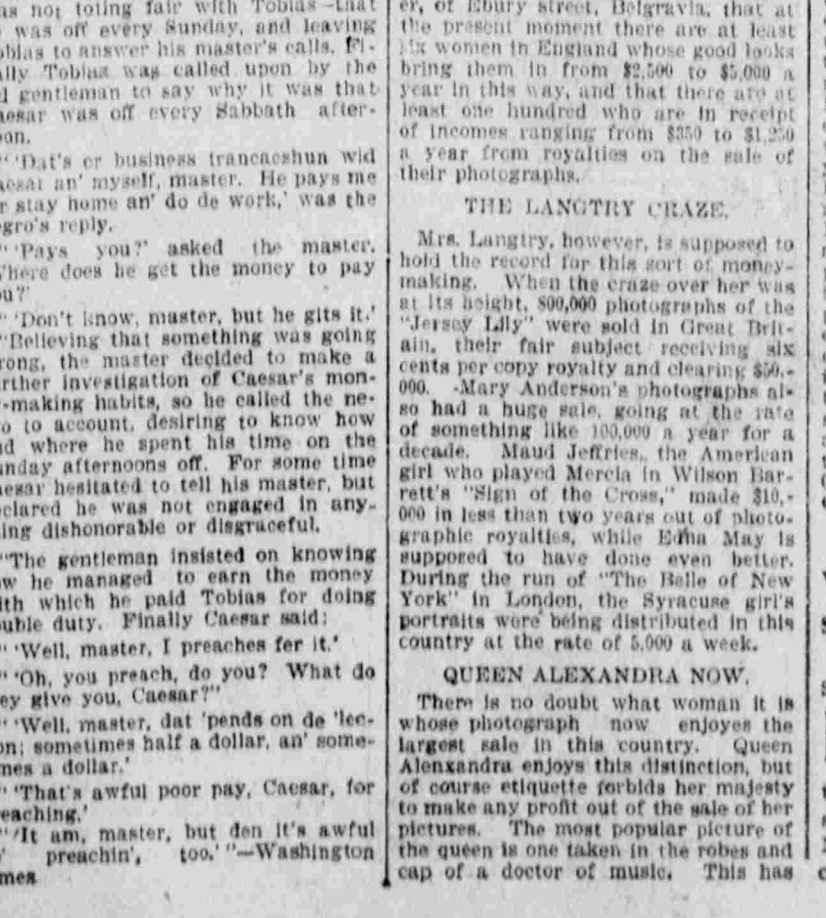 as not toting fair with Tobias—that
was off every Sunday, and leaving
obias to answer his master's calls. Fi-
ally Tobias was called upon by the
d gentleman to say why it was that
aesar was off every Sabbath after-
oon.
"'Dat's er business trancacshun wid
aesar an' myself, master. He pays me
r stay home an' do de work,' was the
egro's reply.
"'Pays you?' asked the master.
Where does he get the money to pay
ou?'
"'Don't know, master, but he gits it.'
"Believing that something was going
rong, the master decided to make a
urther investigation of Caesar's mon-
y-making habits, so he called the ne-
ro to account, desiring to know how
nd where he spent his time on the
unday afternoons off. For some time
aesar hesitated to tell his master, but
eclared he was not engaged in any-
ing dishonorable or disgraceful.
"The gentleman insisted on knowing
ow he managed to earn the money
ith which he paid Tobias for doing
ouble duty. Finally Caesar said:
"'Well, master, I preaches fer it.'
"'Oh, you preach, do you? What do
ey give you, Caesar?"
"'Well, master, dat 'pends on de 'lec-
on; sometimes half a dollar, an' some-
mes a dollar.'
"'That's awful poor pay, Caesar, for
eaching.'
"'It am, master, but den it's awful
' preachin', too.'"—Washington
mes
er, of Ebury street, Belgravia, that at
the present moment there are at least
six women in England whose good looks
bring them in from $2,500 to $5,000 a
year in this way, and that there are at
least one hundred who are in receipt
of incomes ranging from $350 to $1,250
a year from royalties on the sale of
their photographs.
THE LANGTRY CRAZE.
Mrs. Langtry, however, is supposed to
hold the record for this sort of money-
making. When the craze over her was
at its height, 800,000 photographs of the
"Jersey Lily" were sold in Great Brit-
ain, their fair subject receiving six
cents per copy royalty and clearing $50,-
000. Mary Anderson's photographs al-
so had a huge sale, going at the rate
of something like 100,000 a year for a
decade. Maud Jeffries, the American
girl who played Mercia in Wilson Bar-
rett's "Sign of the Cross," made $10,-
000 in less than two years out of photo-
graphic royalties, while Edna May is
supposed to have done even better.
During the run of "The Belle of New
York" in London, the Syracuse girl's
portraits were being distributed in this
country at the rate of 5,000 a week.
QUEEN ALEXANDRA NOW.
There is no doubt what woman it is
whose photograph now enjoyes the
largest sale in this country. Queen
Alenxandra enjoys this distinction, but
of course etiquette forbids her majesty
to make any profit out of the sale of her
pictures. The most popular picture of
the queen is one taken in the robes and
cap of a doctor of music. This has